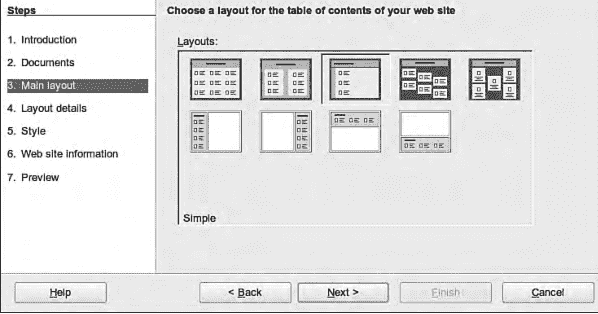 Steps
Choose a layout for the table of contents of your web site
1. Introduction
2. Documents
3. Main layout
4. Layout details
5. Style
6. Web site information
7. Preview
Layouts:
Simple
Help
< Back
Next >
Finish
Cancel